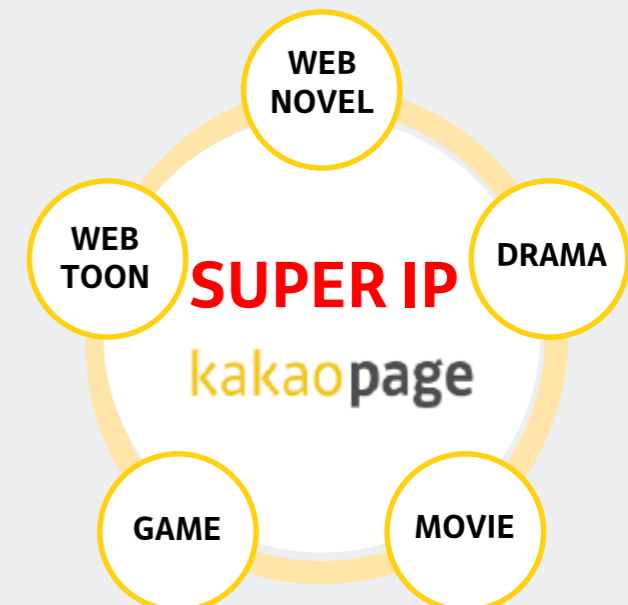 WEB
NOVEL
WEB
TOON
DRAMA
SUPER IP
kakaopage
GAME
MOVIE